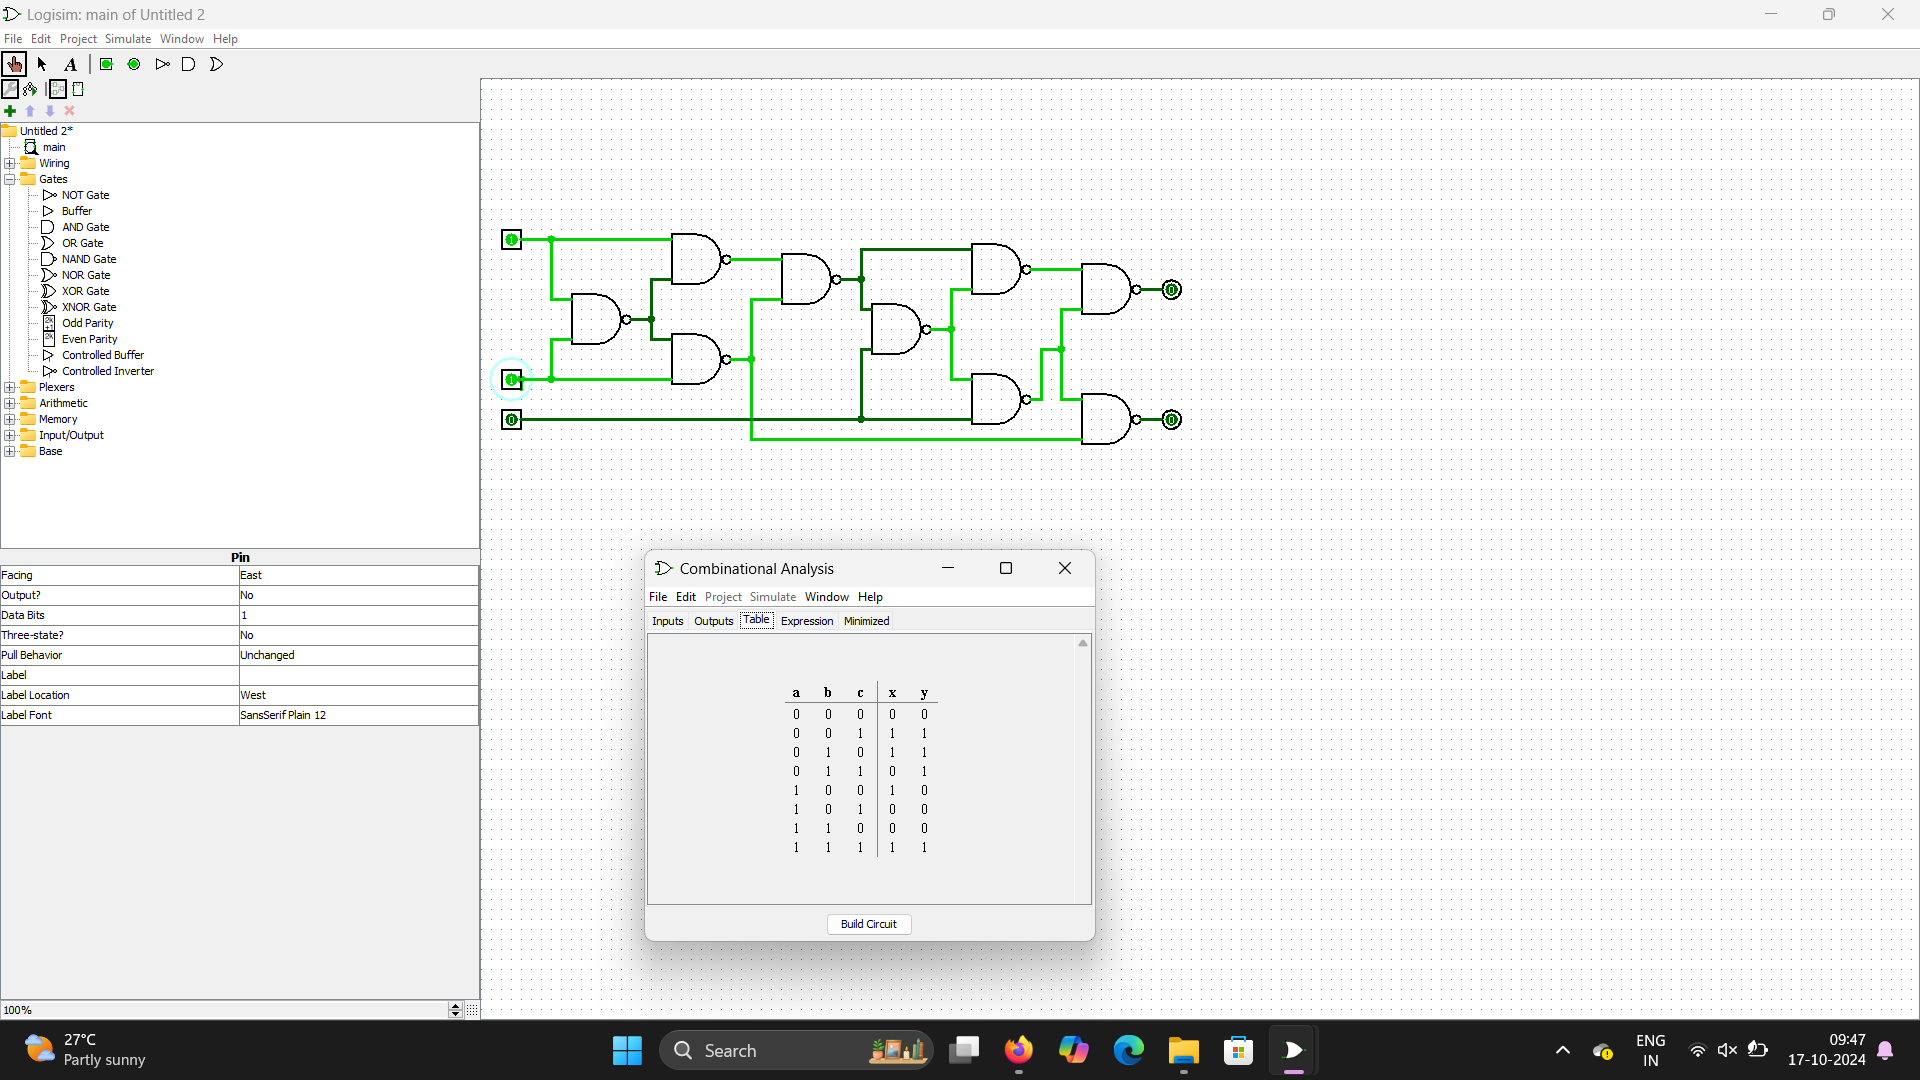 Logisim: main of Untitled 2
File Edit Project Simulate Window Help
A
Untitled 2*
main
Wiring
Gates
NOT Gate
Buffer
AND Gate
OR Gate
NAND Gate
NOR Gate
XOR Gate
XNOR Gate
Odd Parity
Even Parity
Controlled Buffer
Controlled Inverter
Plexers
Arithmetic
Memory
Input/Output
Base
Pin
Facing East
Output? No
Data Bits 1
Three-state? No
Pull Behavior Unchanged
Label
Label Location West
Label Font SansSerif Plain 12
100%
1
1
0
0
0
Combinational Analysis
File Edit Project Simulate Window Help
Inputs Outputs Table Expression Minimized
a b c x y
0 0 0 0 0
0 0 1 1 1
0 1 0 1 1
0 1 1 0 1
1 0 0 1 0
1 0 1 0 0
1 1 0 0 0
1 1 1 1 1
Build Circuit
27°C
Partly sunny
Search
ENG
IN
09:47
17-10-2024